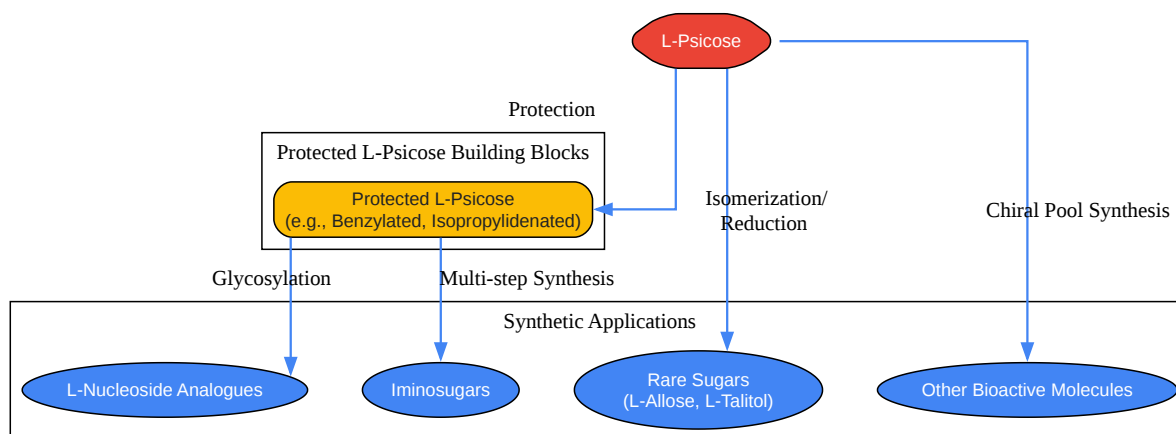 L-Psicose
Protection
Protected L-Psicose Building Blocks
Protected L-Psicose
(e.g., Benzylated, Isopropylidenated)
Isomerization/
Reduction
Chiral Pool Synthesis
Glycosylation
Multi-step Synthesis
Synthetic Applications
L-Nucleoside Analogues
Iminosugars
Rare Sugars
(L-Allose, L-Talitol)
Other Bioactive Molecules